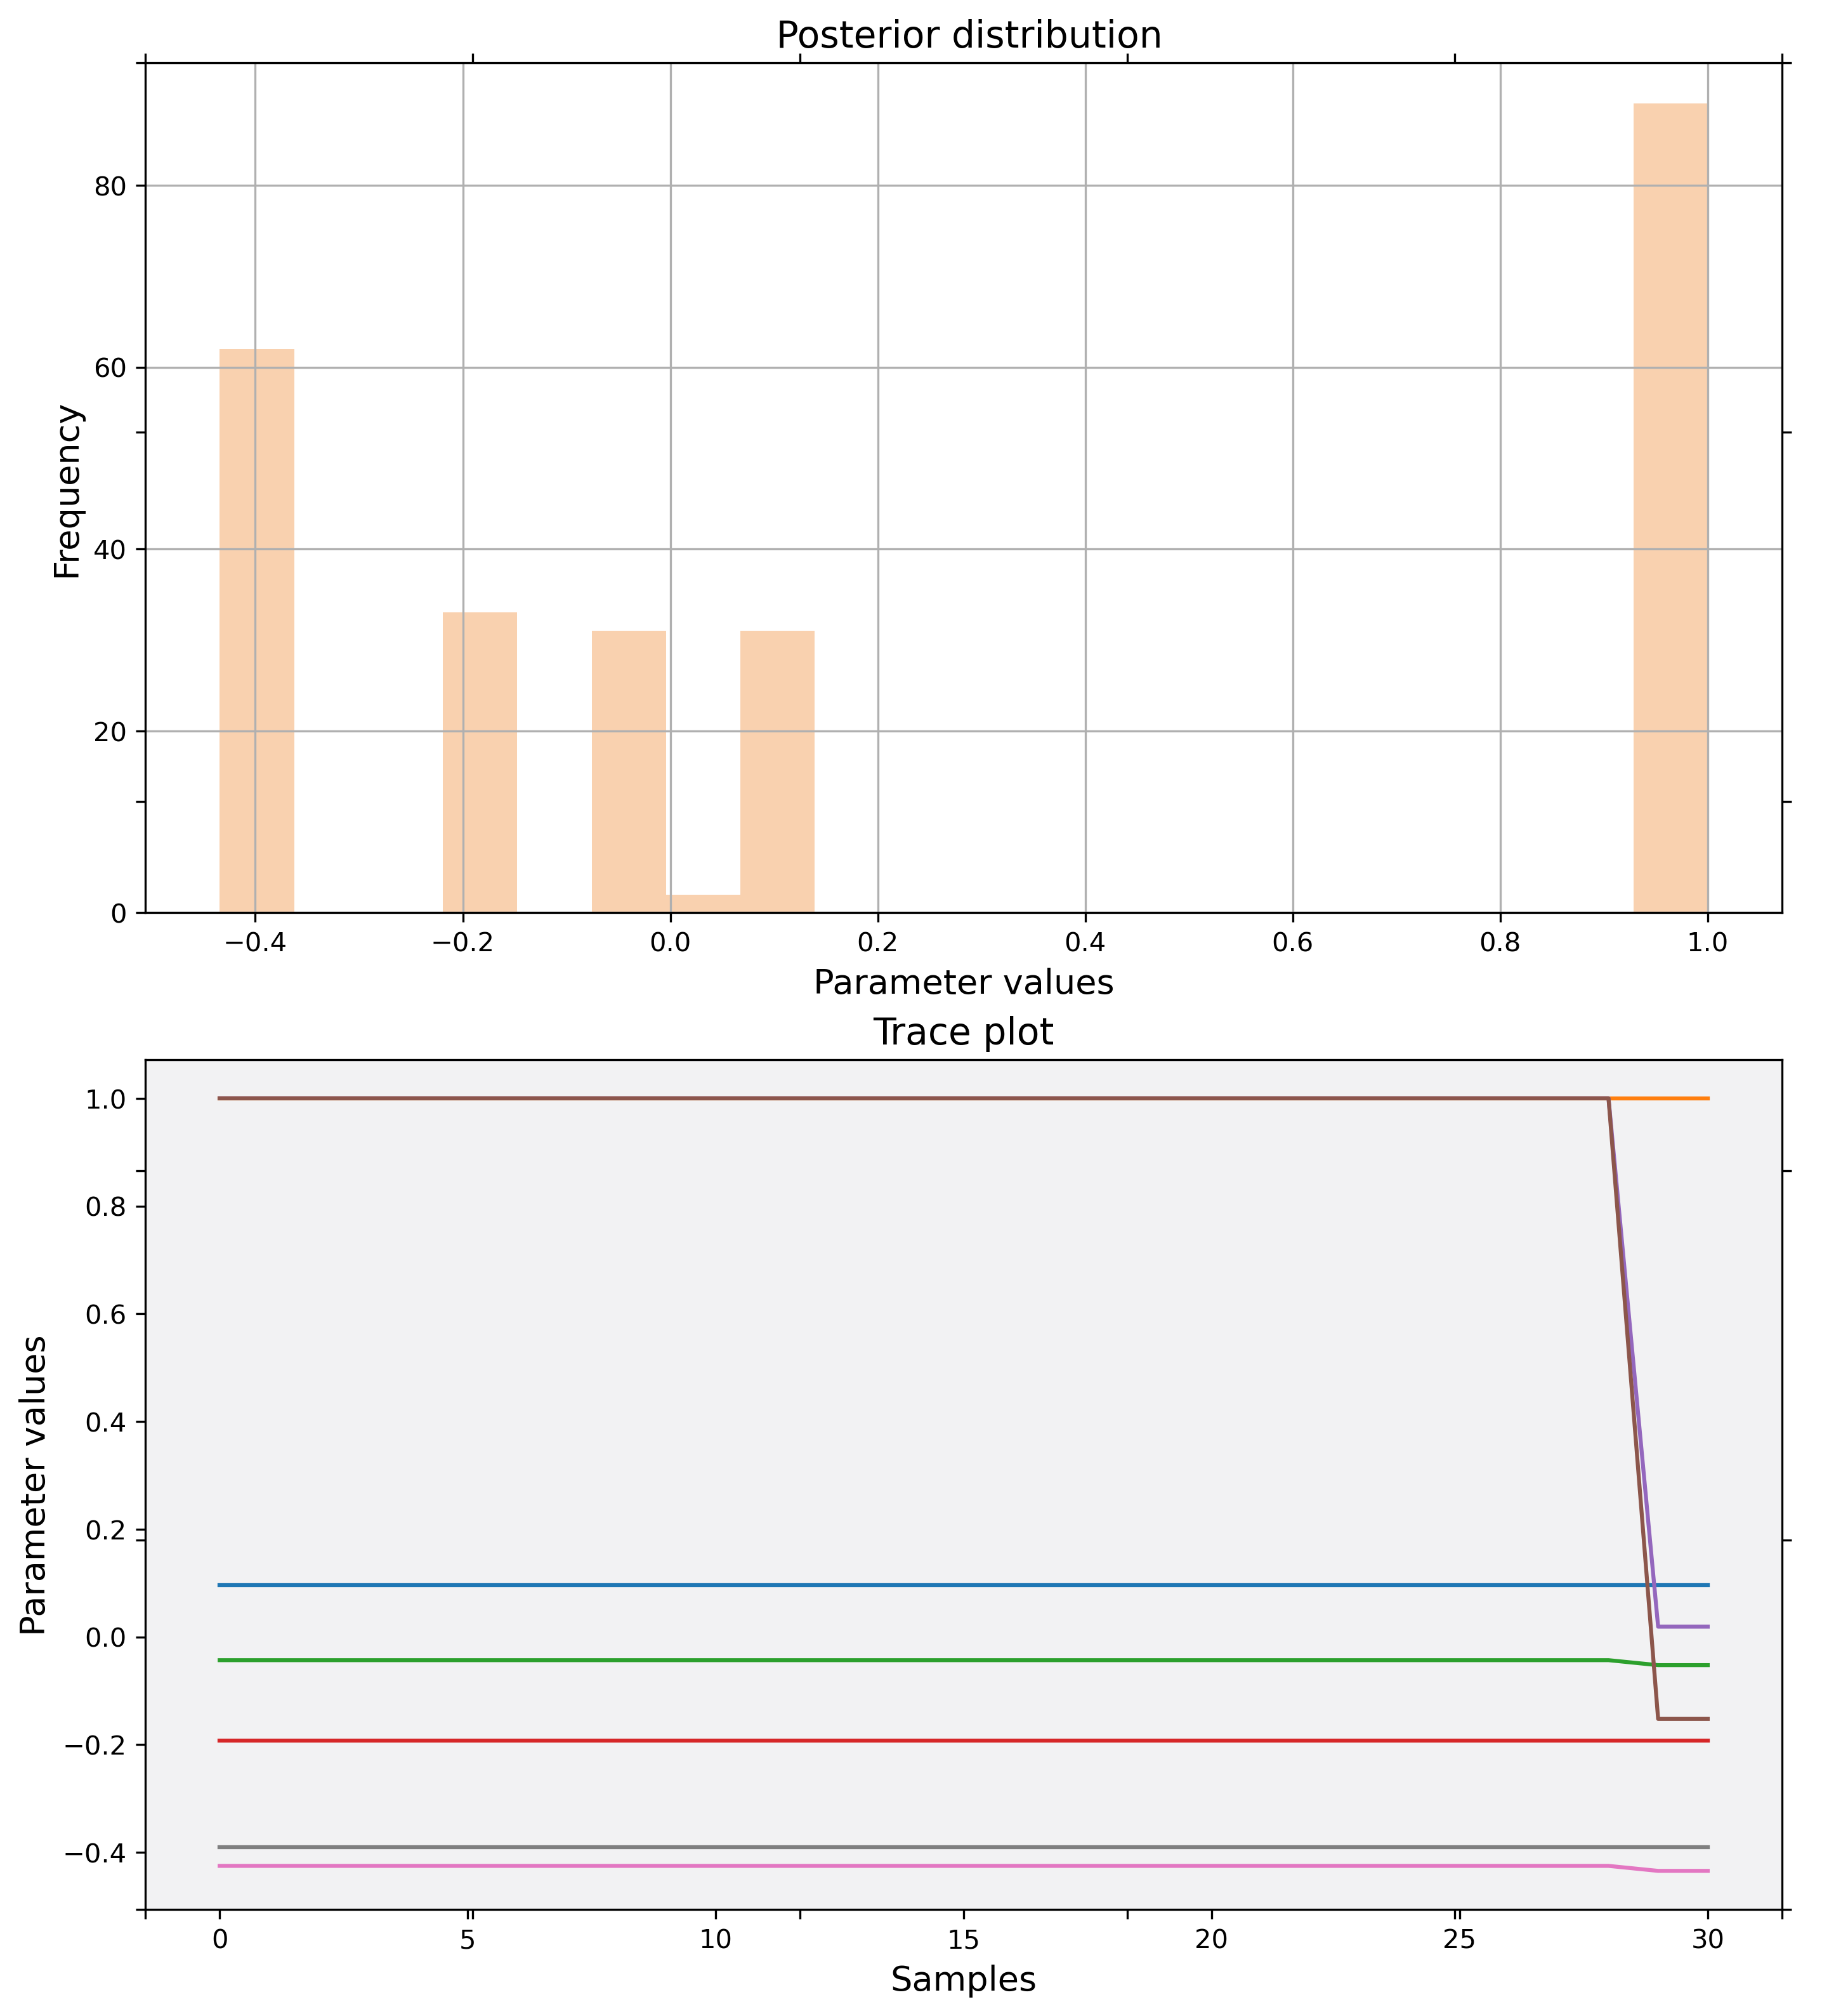 Posterior distribution
80
60
40
20
0
Frequency
−0.4 −0.2 0.0 0.2 0.4 0.6 0.8 1.0
Parameter values
Trace plot
1.0
0.8
0.6
0.4
0.2
0.0
−0.2
−0.4
Parameter values
0 5 10 15 20 25 30
Samples